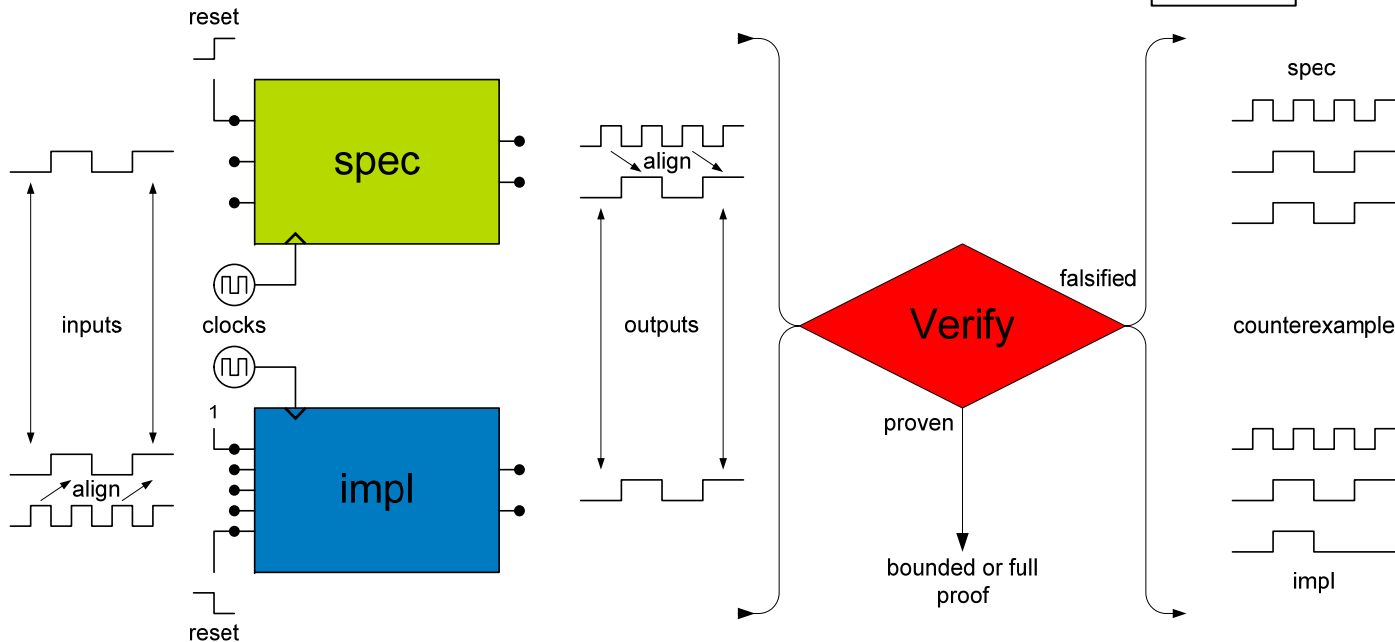 reset
spec
spec
align
falsified
Verify
inputs
clocks
outputs
counterexample
1
proven
align
impl
bounded or full
proof
impl
reset